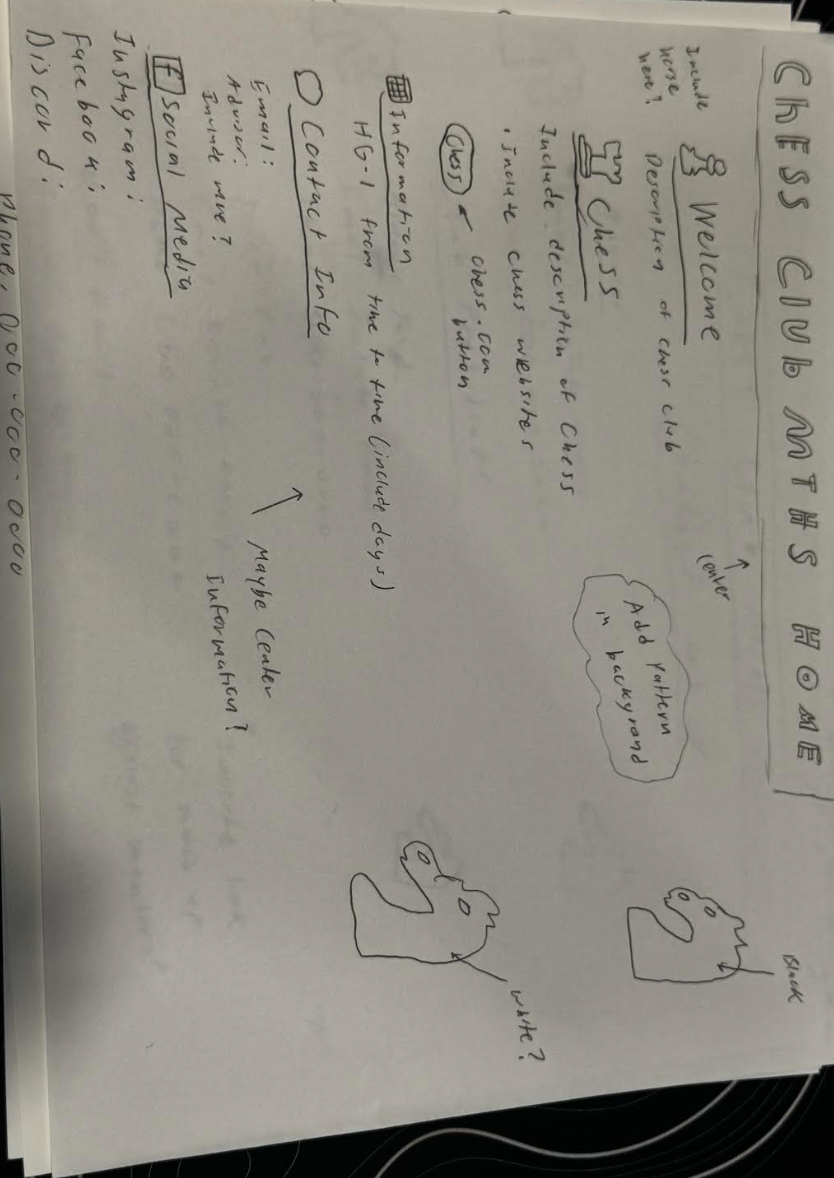 Chess Club MTHS HOME
Include
horse
here?
Welcome
Description of chess club
center
Chess
Include description of Chess
• Include chess websites
Chess
chess.com
button
Add pattern
in backgrand
Information
HG-1 from time to time (include days)
Contact Info
Email:
Advisor:
Include more?
Maybe Center
Information?
f Social Media
Instagram:
Facebook:
Discord:
Phone: 000-000-0000
Black
White?